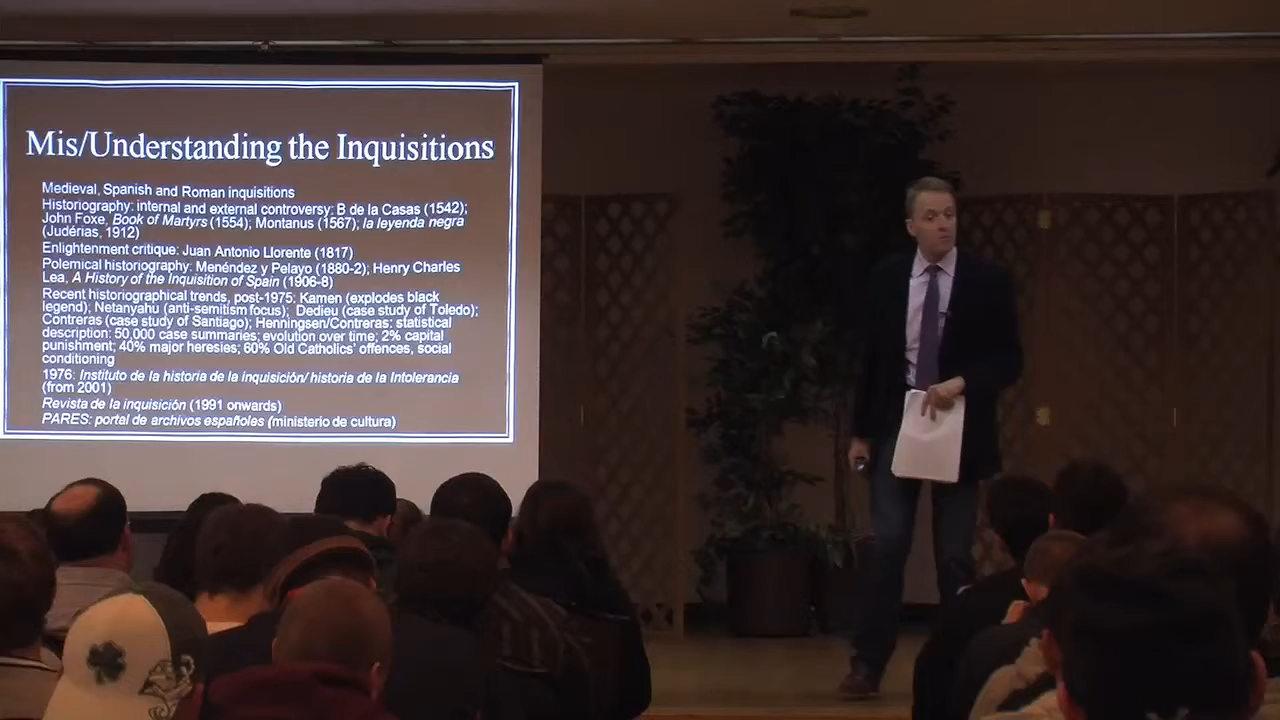 Mis/Understanding the Inquisitions
Medieval, Spanish and Roman inquisitions
Historiography: internal and external controversy: B de la Casas (1542);
John Foxe, Book of Martyrs (1554); Montanus (1567); la leyenda negra
(Judérias, 1912)
Enlightenment critique: Juan Antonio Llorente (1817)
Polemical historiography: Menéndez y Pelayo (1880-2); Henry Charles
Lea, A History of the Inquisition of Spain (1906-8)
Recent historiographical trends, post-1975: Kamen (explodes black
legend); Netanyahu (anti-semitism focus); Dedieu (case study of Toledo);
Contreras (case study of Santiago); Henningsen/Contreras: statistical
description: 50,000 case summaries; evolution over time; 2% capital
punishment; 40% major heresies; 60% Old Catholics' offences, social
conditioning
1976: Instituto de la historia de la inquisición/ historia de la Intolerancia
(from 2001)
Revista de la inquisición (1991 onwards)
PARES: portal de archivos españoles (ministerio de cultura)